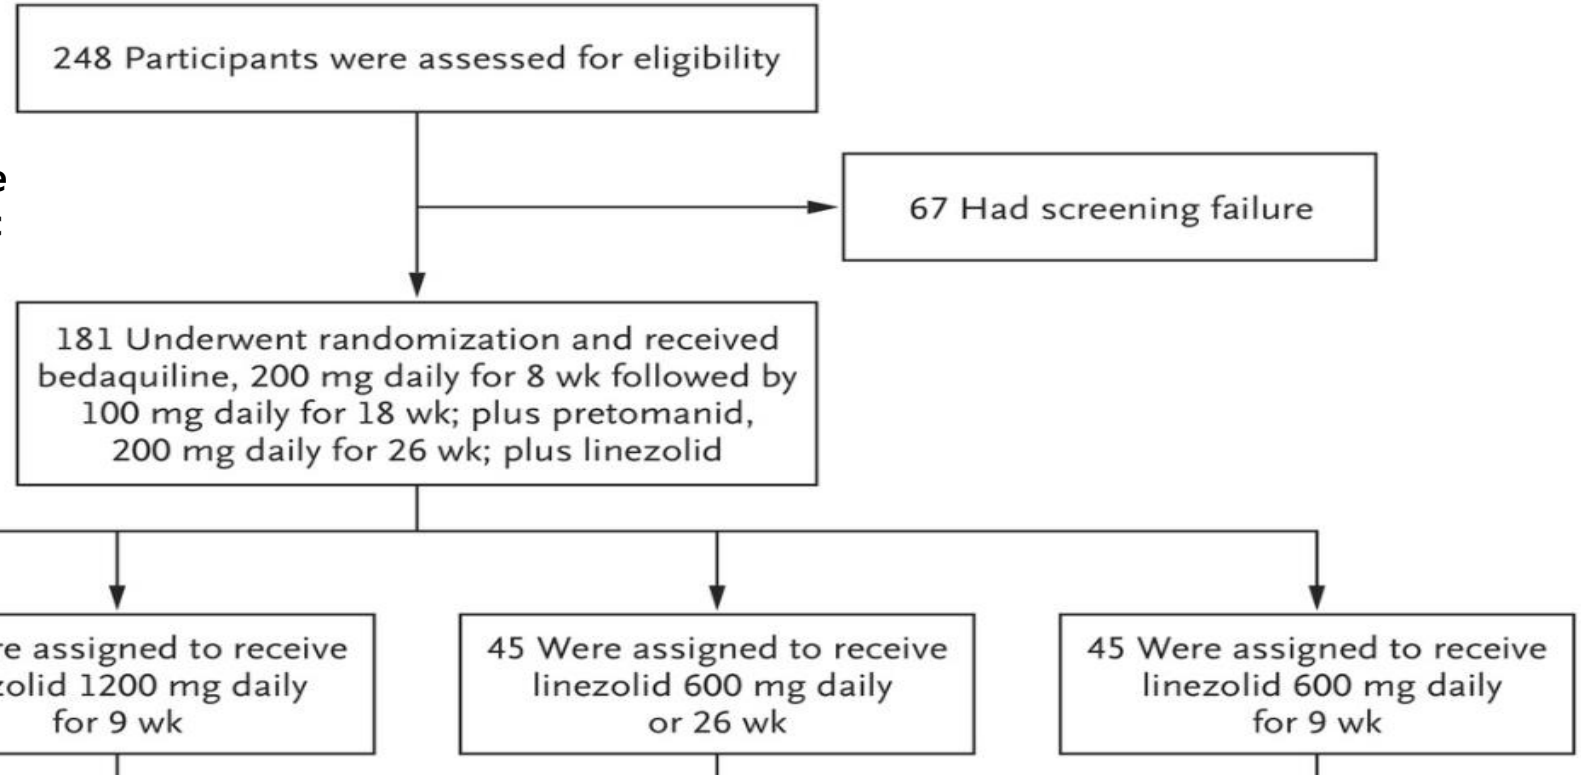 248 Participants were assessed for eligibility
e
67 Had screening failure
181 Underwent randomization and received
bedaquiline, 200 mg daily for 8 wk followed by
100 mg daily for 18 wk; plus pretomanid,
200 mg daily for 26 wk; plus linezolid
re assigned to receive
zolid 1200 mg daily
for 9 wk
45 Were assigned to receive
linezolid 600 mg daily
or 26 wk
45 Were assigned to receive
linezolid 600 mg daily
for 9 wk